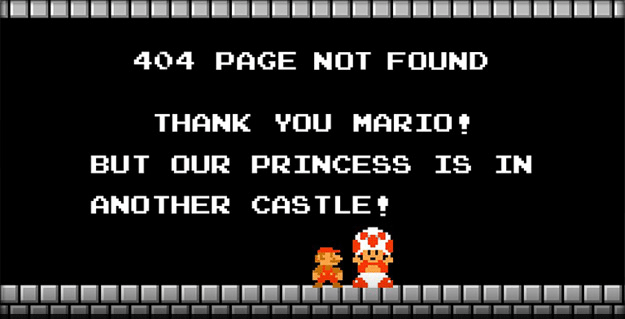 404 PAGE NOT FOUND
THANK YOU MARIO!
BUT OUR PRINCESS IS IN
ANOTHER CASTLE!